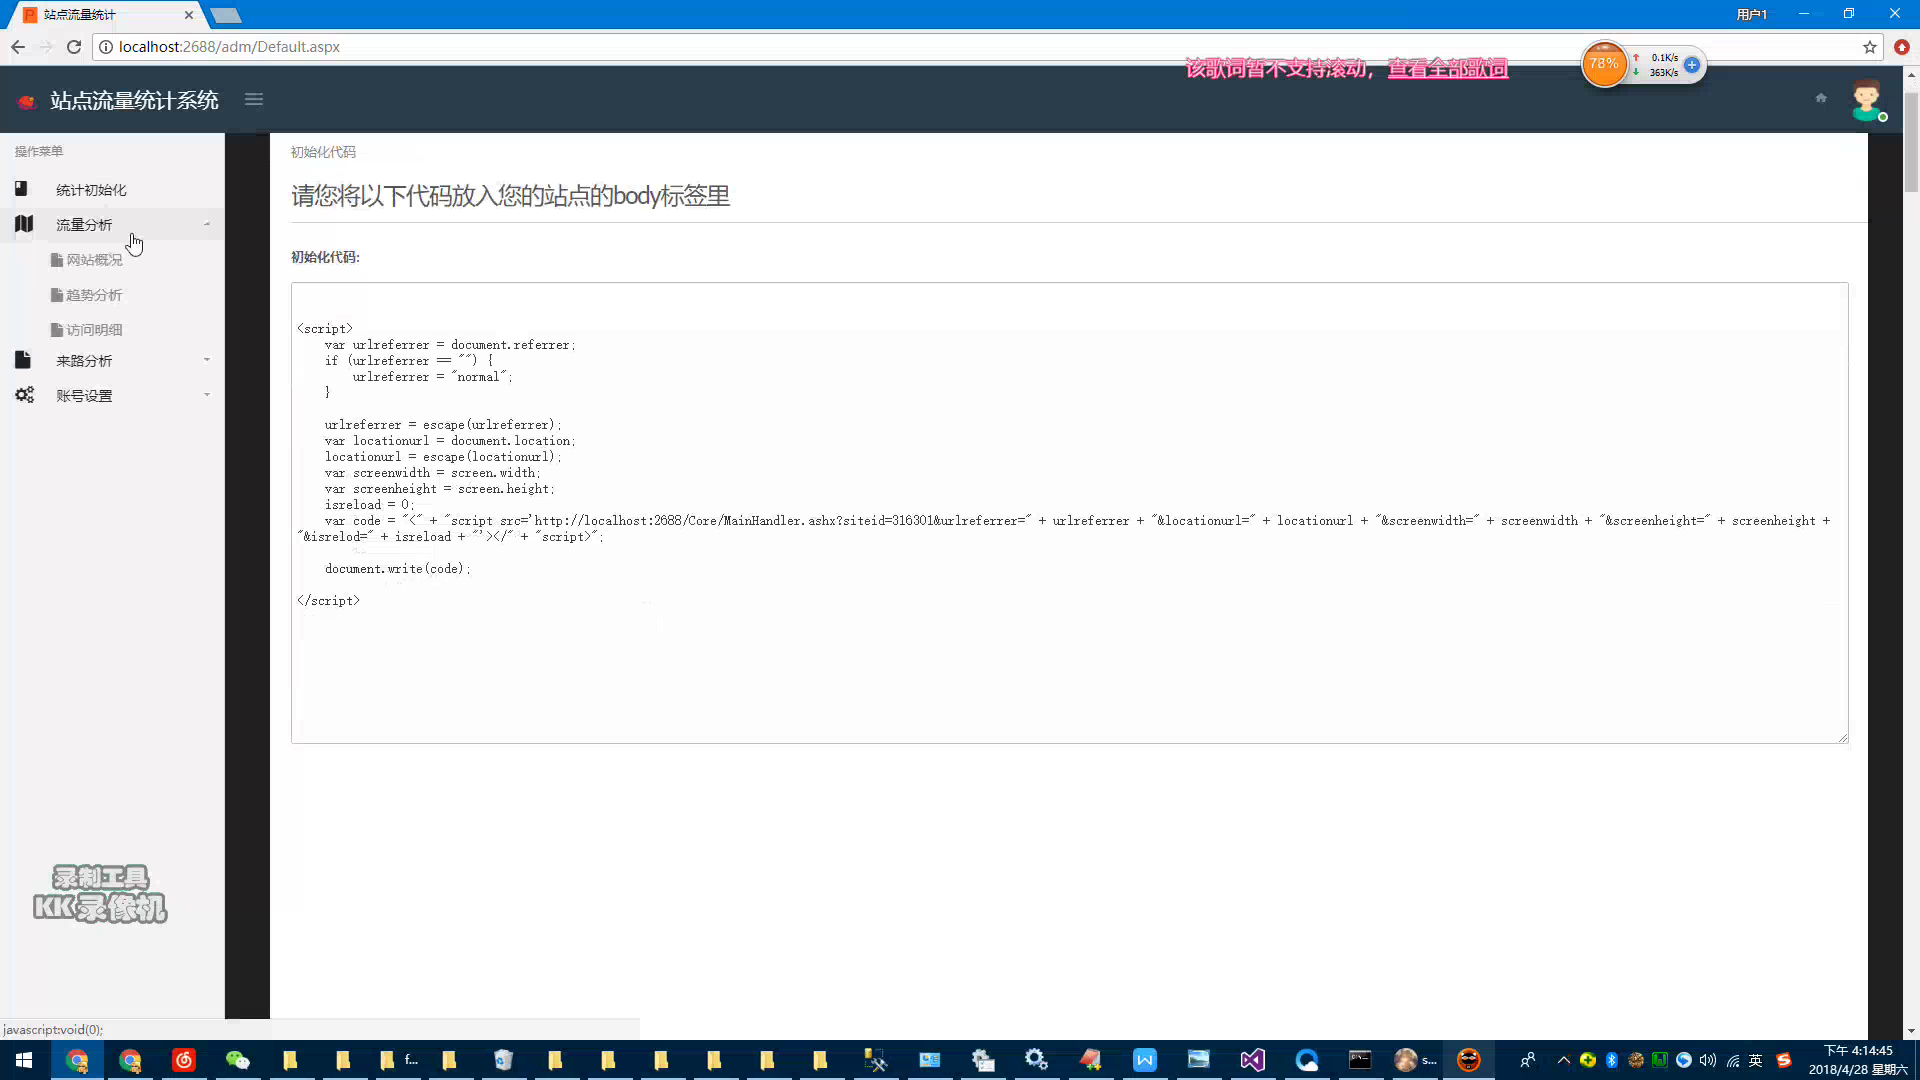 站点流量统计
用户1
localhost:2688/adm/Default.aspx
该歌词暂不支持滚动，查看全部歌词
78%
0.1K/s
363K/s
站点流量统计系统
操作菜单
统计初始化
流量分析
网站概况
趋势分析
访问明细
来路分析
账号设置
初始化代码
请您将以下代码放入您的站点的body标签里
初始化代码:
<script>
var urlreferrer = document.referrer;
if (urlreferrer == "") {
urlreferrer = "normal";
}
urlreferrer = escape(urlreferrer);
var locationurl = document.location;
locationurl = escape(locationurl);
var screenwidth = screen.width;
var screenheight = screen.height;
isreload = 0;
var code = "<" + "script src='http://localhost:2688/Core/MainHandler.ashx?siteid=316301&urlreferrer=" + urlreferrer + "&locationurl=" + locationurl + "&screenwidth=" + screenwidth + "&screenheight=" + screenheight +
"&isrelod=" + isreload + "'></" + "script>";
document.write(code);
</script>
录制工具
KK录像机
javascript:void(0);
f...
s...
英
下午 4:14:45
2018/4/28 星期六